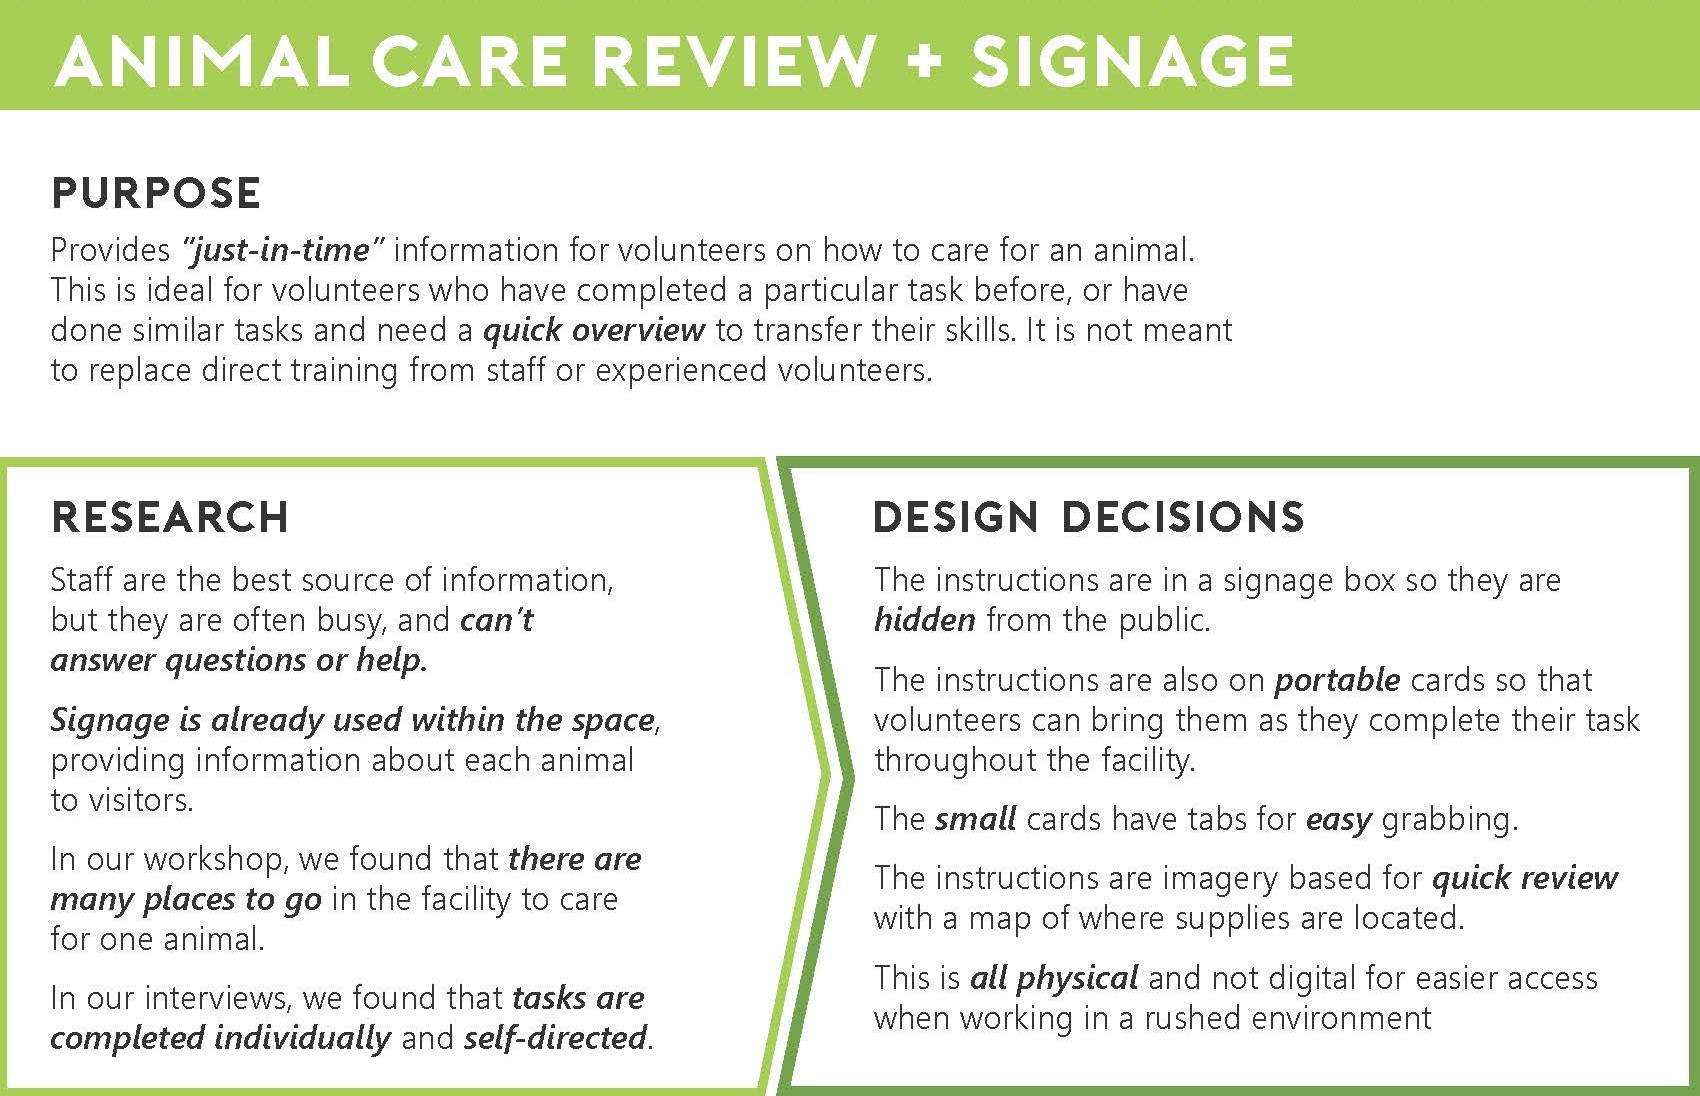 ANIMAL CARE REVIEW + SIGNAGE
PURPOSE
Provides "just-in-time" information for volunteers on how to care for an animal.
This is ideal for volunteers who have completed a particular task before, or have
done similar tasks and need a quick overview to transfer their skills. It is not meant
to replace direct training from staff or experienced volunteers.
RESEARCH
Staff are the best source of information,
but they are often busy, and can't
answer questions or help.
Signage is already used within the space,
providing information about each animal
to visitors.
In our workshop, we found that there are
many places to go in the facility to care
for one animal.
In our interviews, we found that tasks are
completed individually and self-directed.
DESIGN DECISIONS
The instructions are in a signage box so they are
hidden from the public.
The instructions are also on portable cards so that
volunteers can bring them as they complete their task
throughout the facility.
The small cards have tabs for easy grabbing.
The instructions are imagery based for quick review
with a map of where supplies are located.
This is all physical and not digital for easier access
when working in a rushed environment